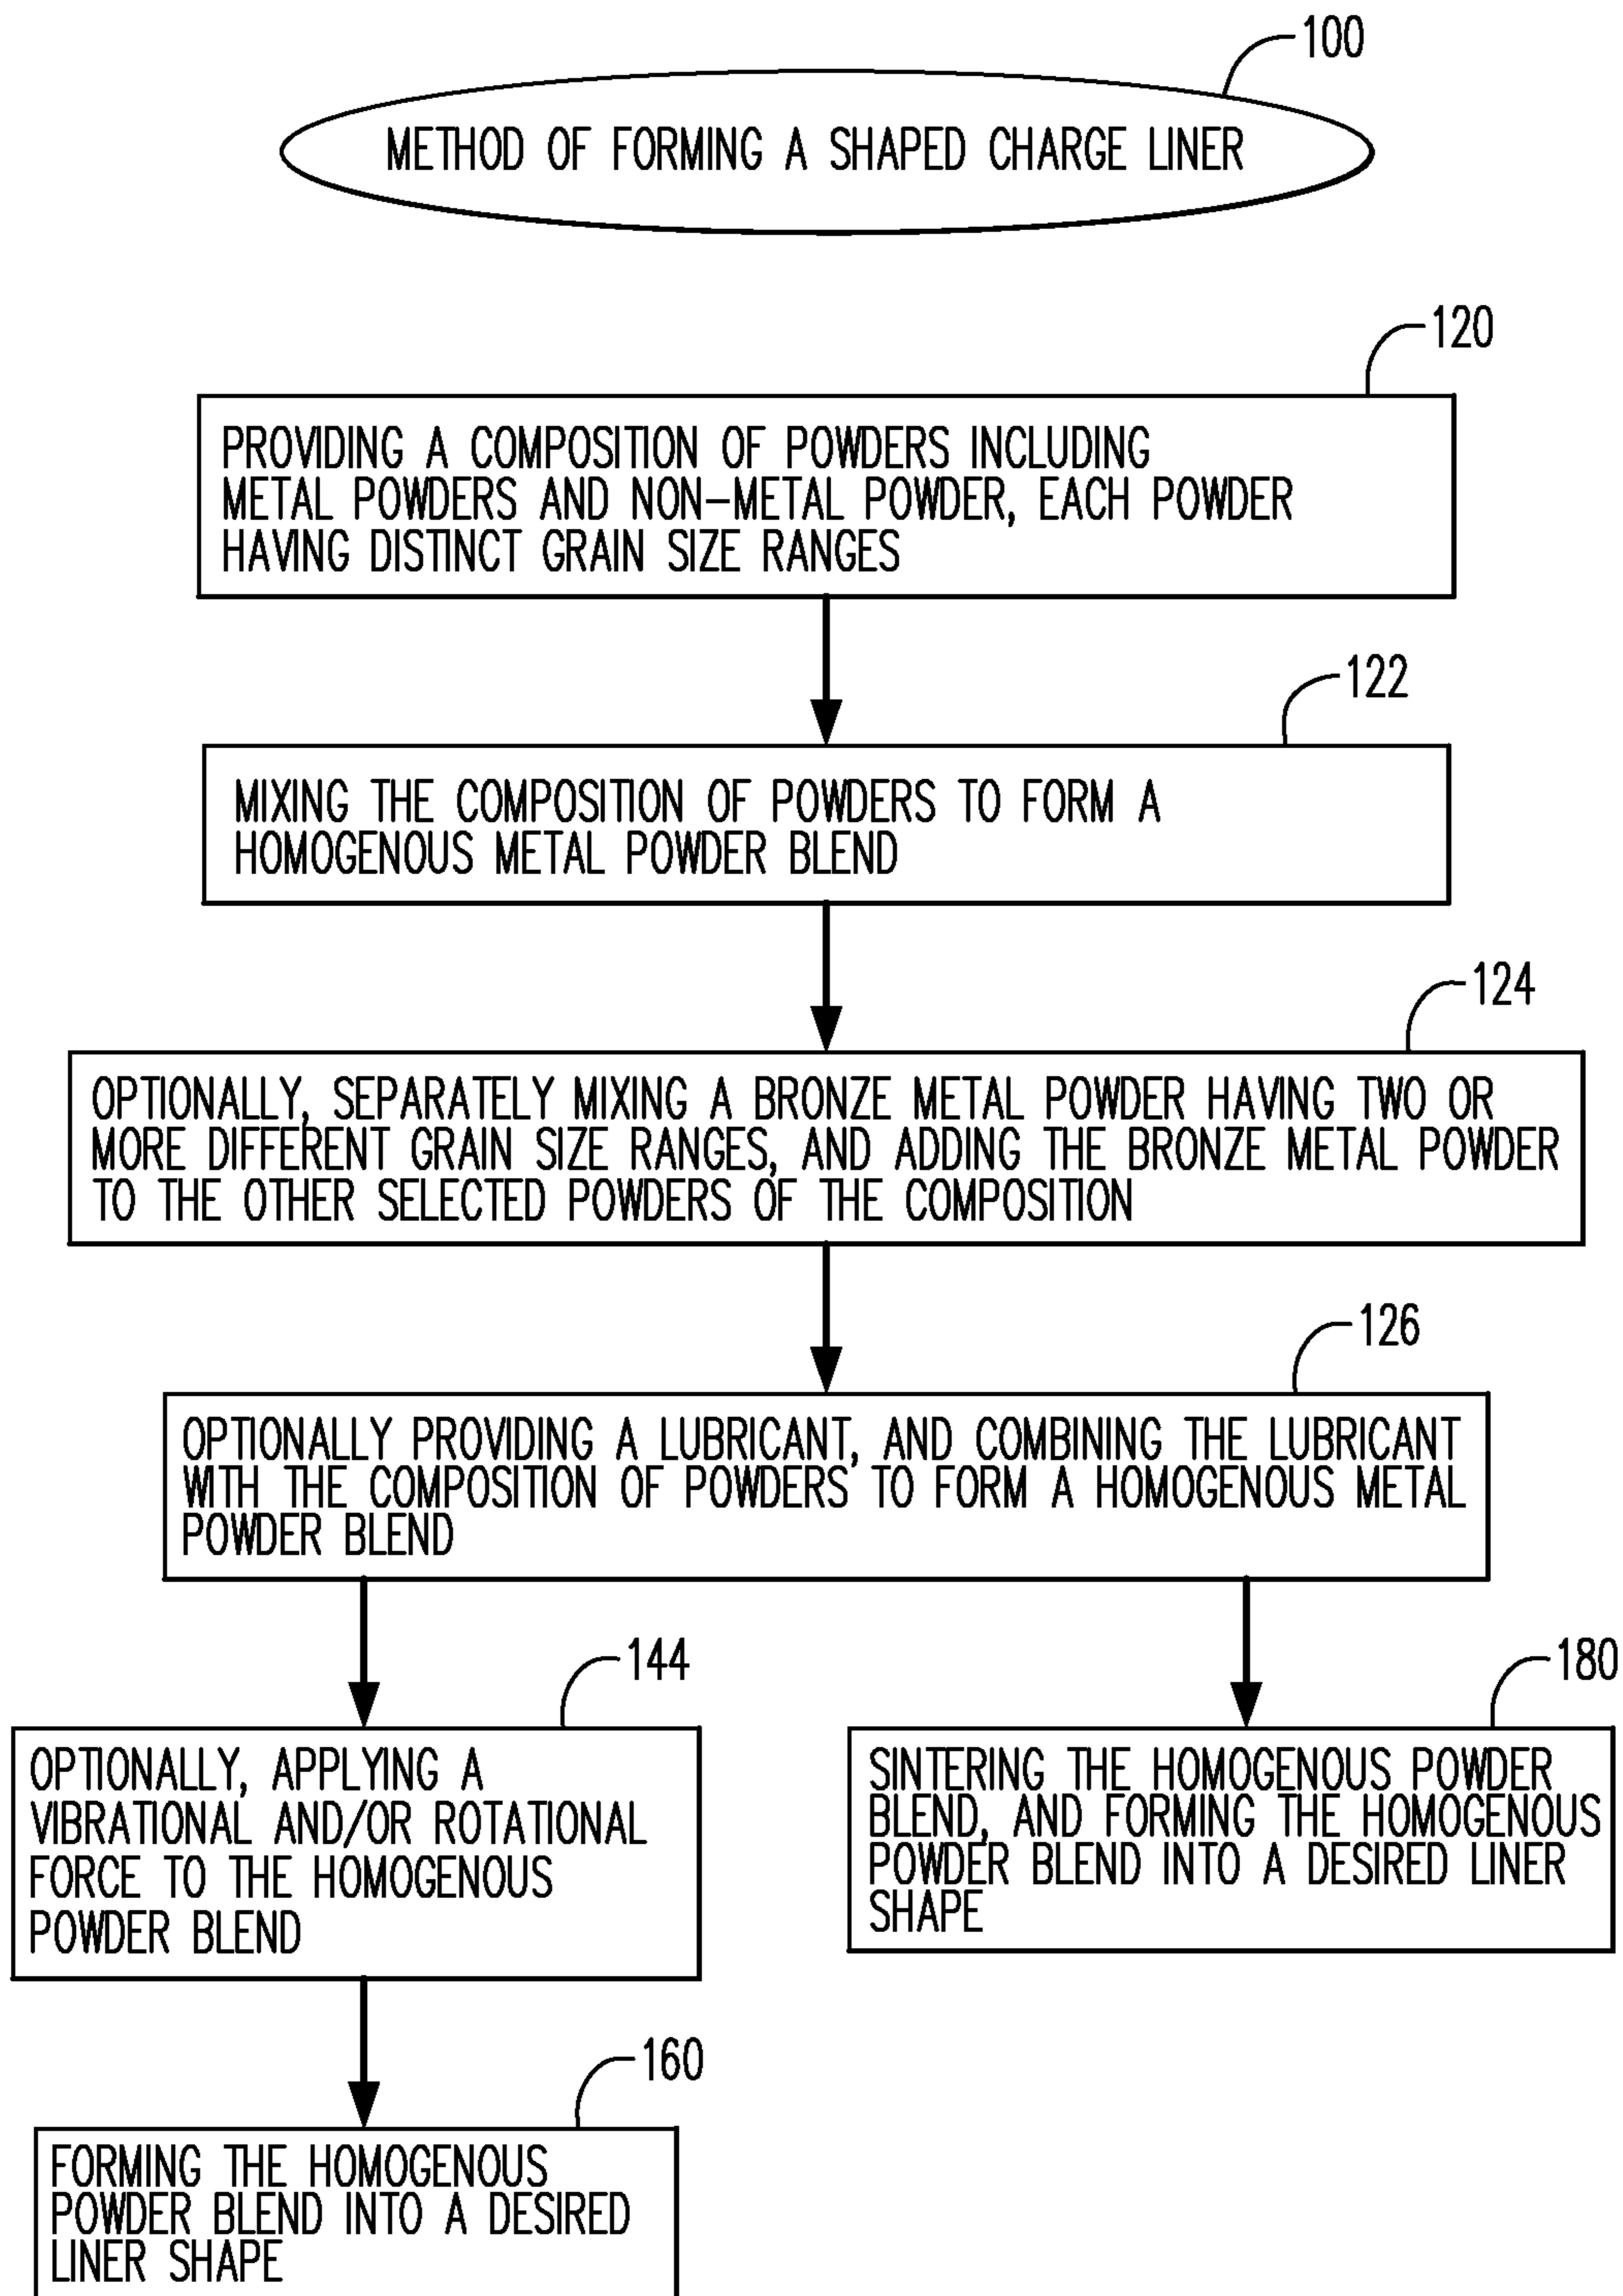 100
METHOD OF FORMING A SHAPED CHARGE LINER
120
PROVIDING A COMPOSITION OF POWDERS INCLUDING
METAL POWDERS AND NON-METAL POWDER, EACH POWDER
HAVING DISTINCT GRAIN SIZE RANGES
122
MIXING THE COMPOSITION OF POWDERS TO FORM A
HOMOGENOUS METAL POWDER BLEND
124
OPTIONALLY, SEPARATELY MIXING A BRONZE METAL POWDER HAVING TWO OR
MORE DIFFERENT GRAIN SIZE RANGES, AND ADDING THE BRONZE METAL POWDER
TO THE OTHER SELECTED POWDERS OF THE COMPOSITION
126
OPTIONALLY PROVIDING A LUBRICANT, AND COMBINING THE LUBRICANT
WITH THE COMPOSITION OF POWDERS, TO FORM A HOMOGENOUS METAL
POWDER BLEND
144
OPTIONALLY, APPLYING A
VIBRATIONAL AND/OR ROTATIONAL
FORCE TO THE HOMOGENOUS
POWDER BLEND
180
SINTERING THE HOMOGENOUS POWDER
BLEND, AND FORMING THE HOMOGENOUS
POWDER BLEND INTO A DESIRED LINER
SHAPE
160
FORMING THE HOMOGENOUS
POWDER BLEND INTO A DESIRED
LINER SHAPE